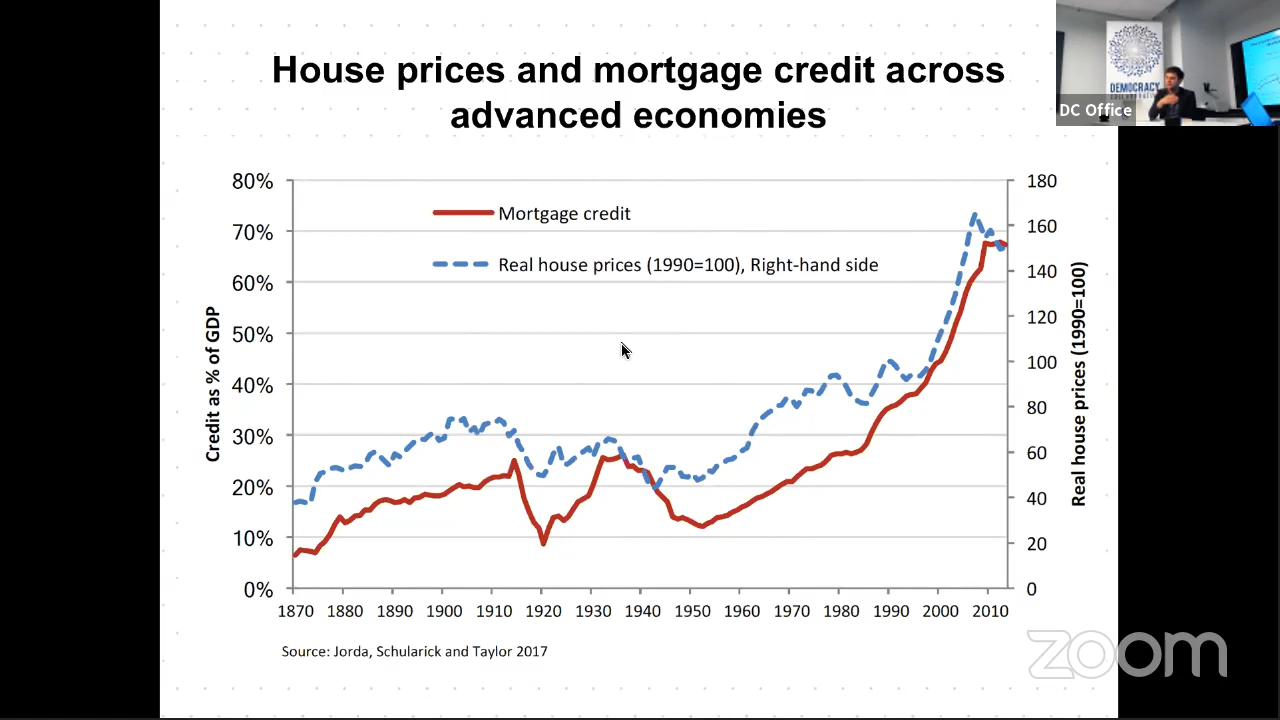 House prices and mortgage credit across
advanced economies
DEMOCRACY
DC Office
80%
70%
60%
50%
40%
30%
20%
10%
0%
Credit as % of GDP
Mortgage credit
Real house prices (1990=100), Right-hand side
180
160
140
120
100
80
60
40
20
0
Real house prices (1990=100)
1870 1880 1890 1900 1910 1920 1930 1940 1950 1960 1970 1980 1990 2000 2010
Source: Jorda, Schularick and Taylor 2017
zoom